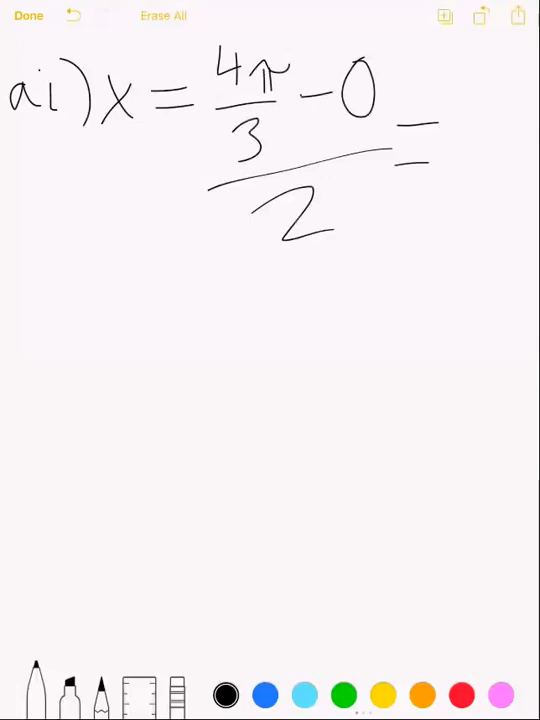 Done Erase All
ai) x = 4π - 0 =
3
2